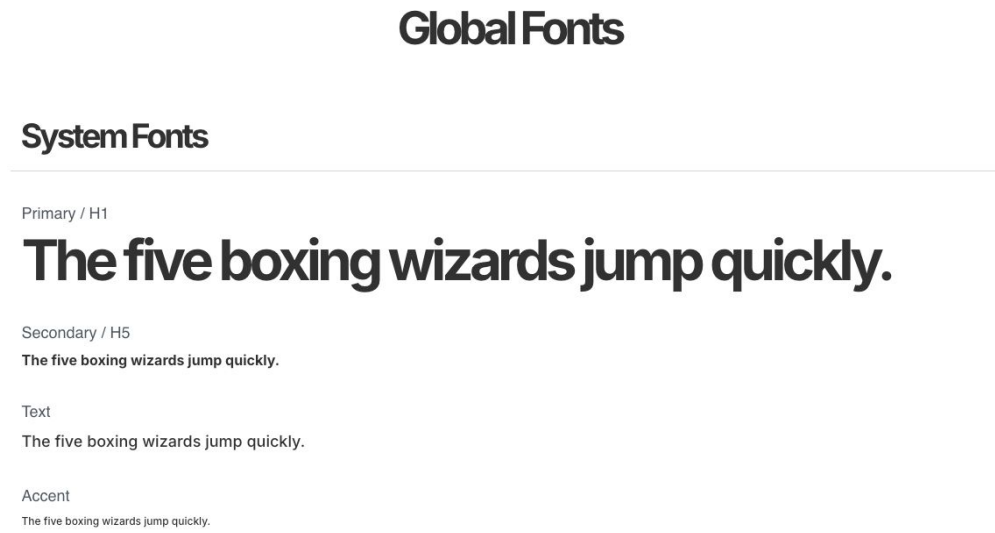 Global Fonts
System Fonts
Primary / H1
The five boxing wizards jump quickly.
Secondary / H5
The five boxing wizards jump quickly.
Text
The five boxing wizards jump quickly.
Accent
The five boxing wizards jump quickly.